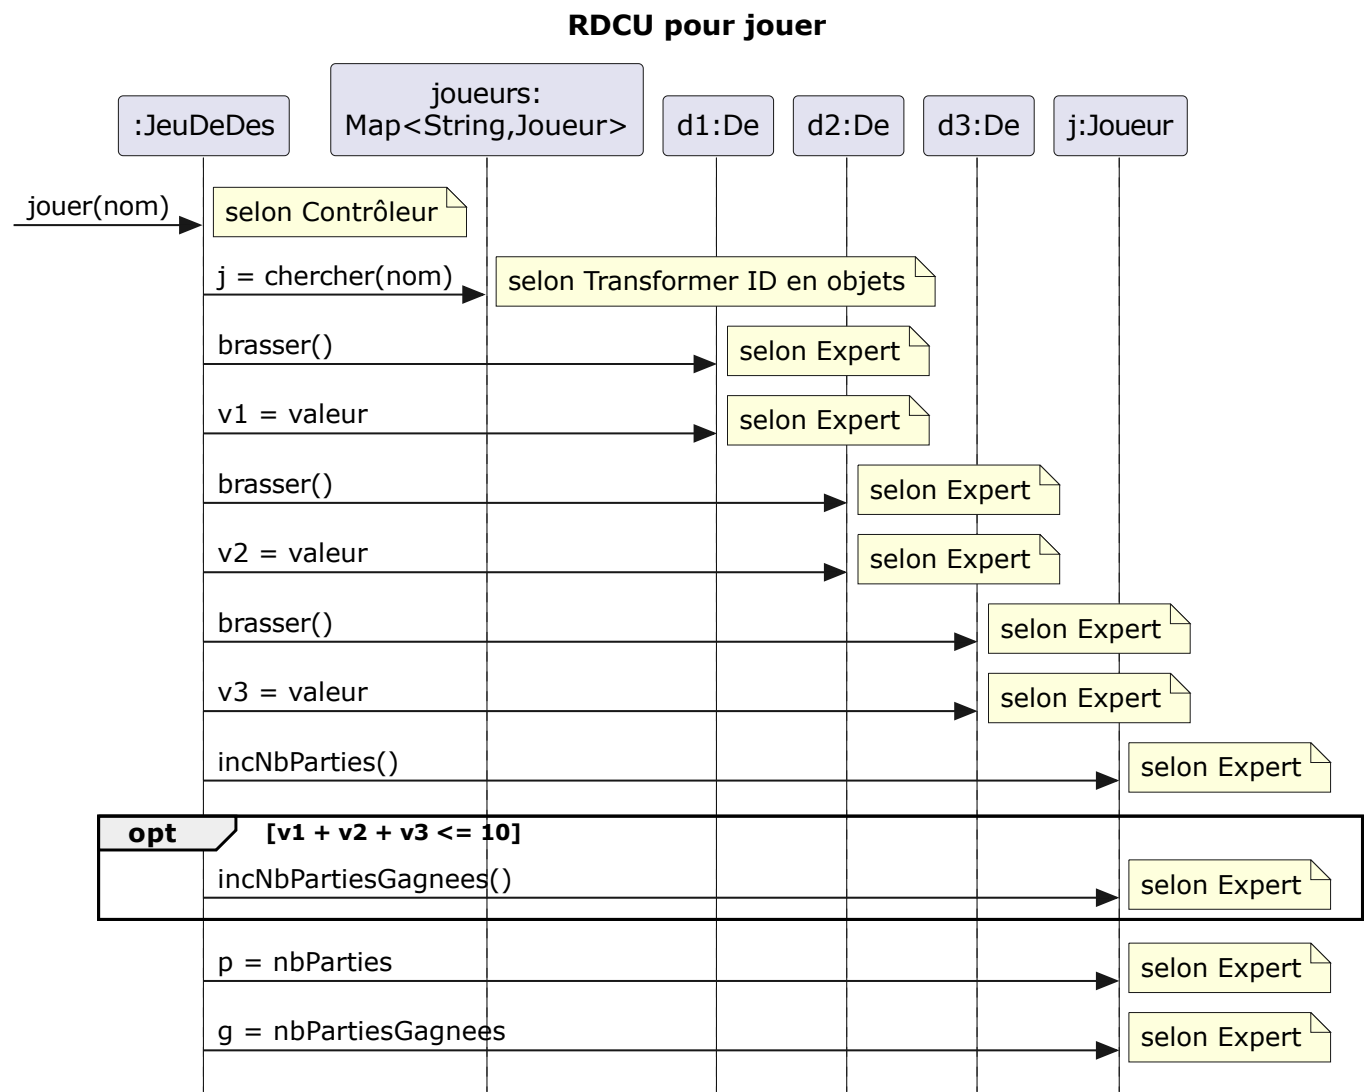 RDCU pour jouer
:JeuDeDes
joueurs:
Map<String,Joueur>
d1:De
d2:De
d3:De
j:Joueur
jouer(nom)
selon Contrôleur
j = chercher(nom)
selon Transformer ID en objets
brasser()
selon Expert
v1 = valeur
selon Expert
brasser()
selon Expert
v2 = valeur
selon Expert
brasser()
selon Expert
v3 = valeur
selon Expert
incNbParties()
selon Expert
opt
[v1 + v2 + v3 <= 10]
incNbPartiesGagnees()
selon Expert
p = nbParties
selon Expert
g = nbPartiesGagnees
selon Expert